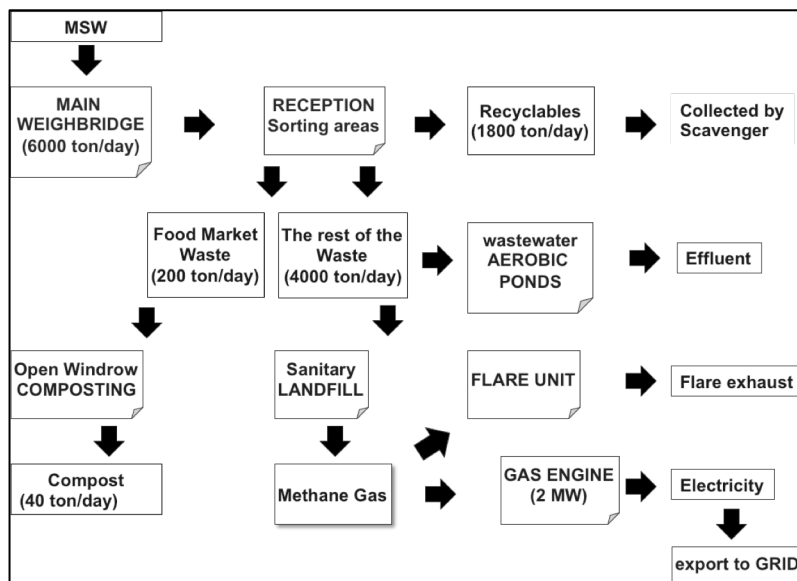 MSW
MAIN
WEIGHBRIDGE
(6000 ton/day)
RECEPTION
Sorting areas
Recyclables
(1800 ton/day)
Collected by
Scavenger
Food Market
Waste
(200 ton/day)
The rest of the
Waste
(4000 ton/day)
wastewater
AEROBIC
PONDS
Effluent
Open Windrow
COMPOSTING
Sanitary
LANDFILL
FLARE UNIT
Flare exhaust
Compost
(40 ton/day)
Methane Gas
GAS ENGINE
(2 MW)
Electricity
export to GRID